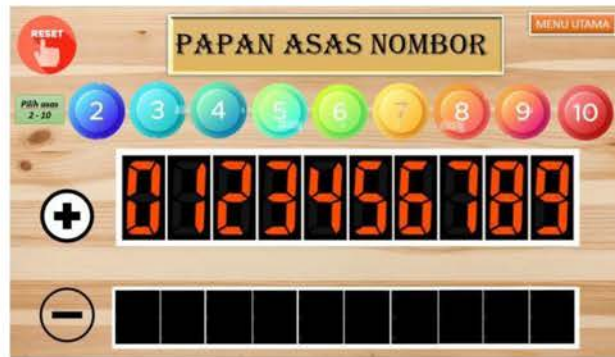 RESET
PAPAN ASAS NOMBOR
MENU UTAMA
Pilih asas
2 - 10
2 3 4 5 6 7 8 9 10
+ 0123456789
−